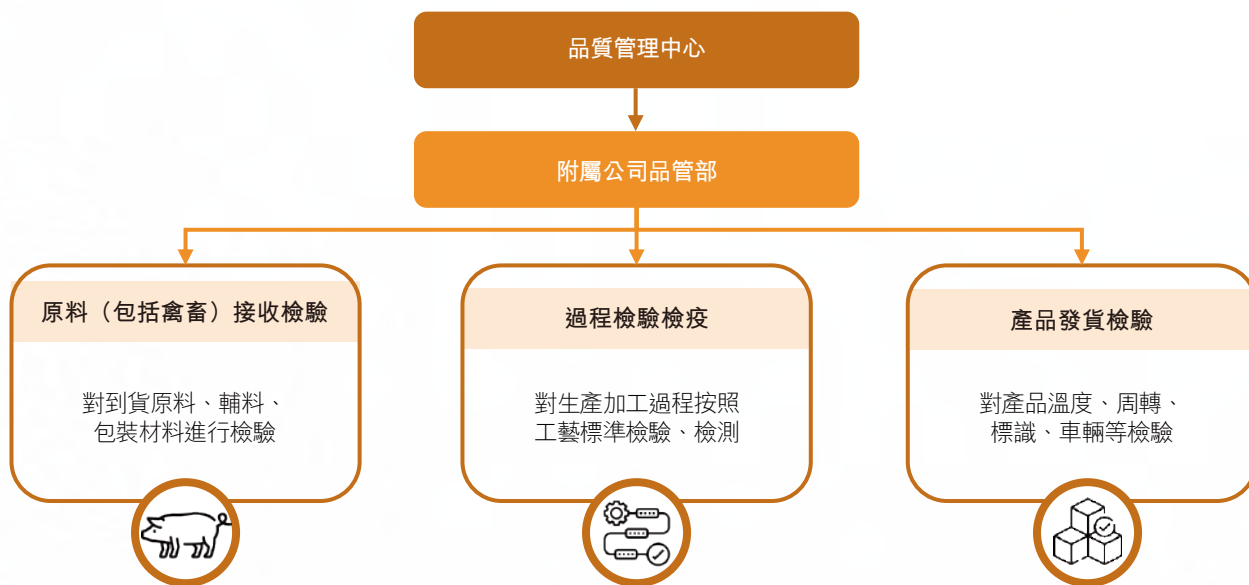 品質管理中心
附屬公司品管部
原料（包括禽畜）接收檢驗
對到貨原料、輔料、
包裝材料進行檢驗
過程檢驗檢疫
對生產加工過程按照
工藝標準檢驗、檢測
產品發貨檢驗
對產品溫度、周轉、
標識、車輛等檢驗